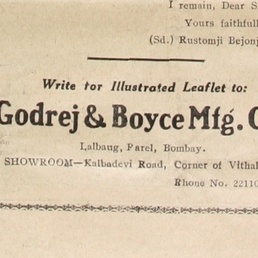 I remain, Dear S
Yours faithfull
(Sd.) Rustomji Bejonj
Write for Illustrated Leaflet to:
Godrej & Boyce Mfg. C
Lalbaug, Parel, Bombay.
SHOWROOM—Kalbadevi Road, Corner of Vithal
Phone No. 22110